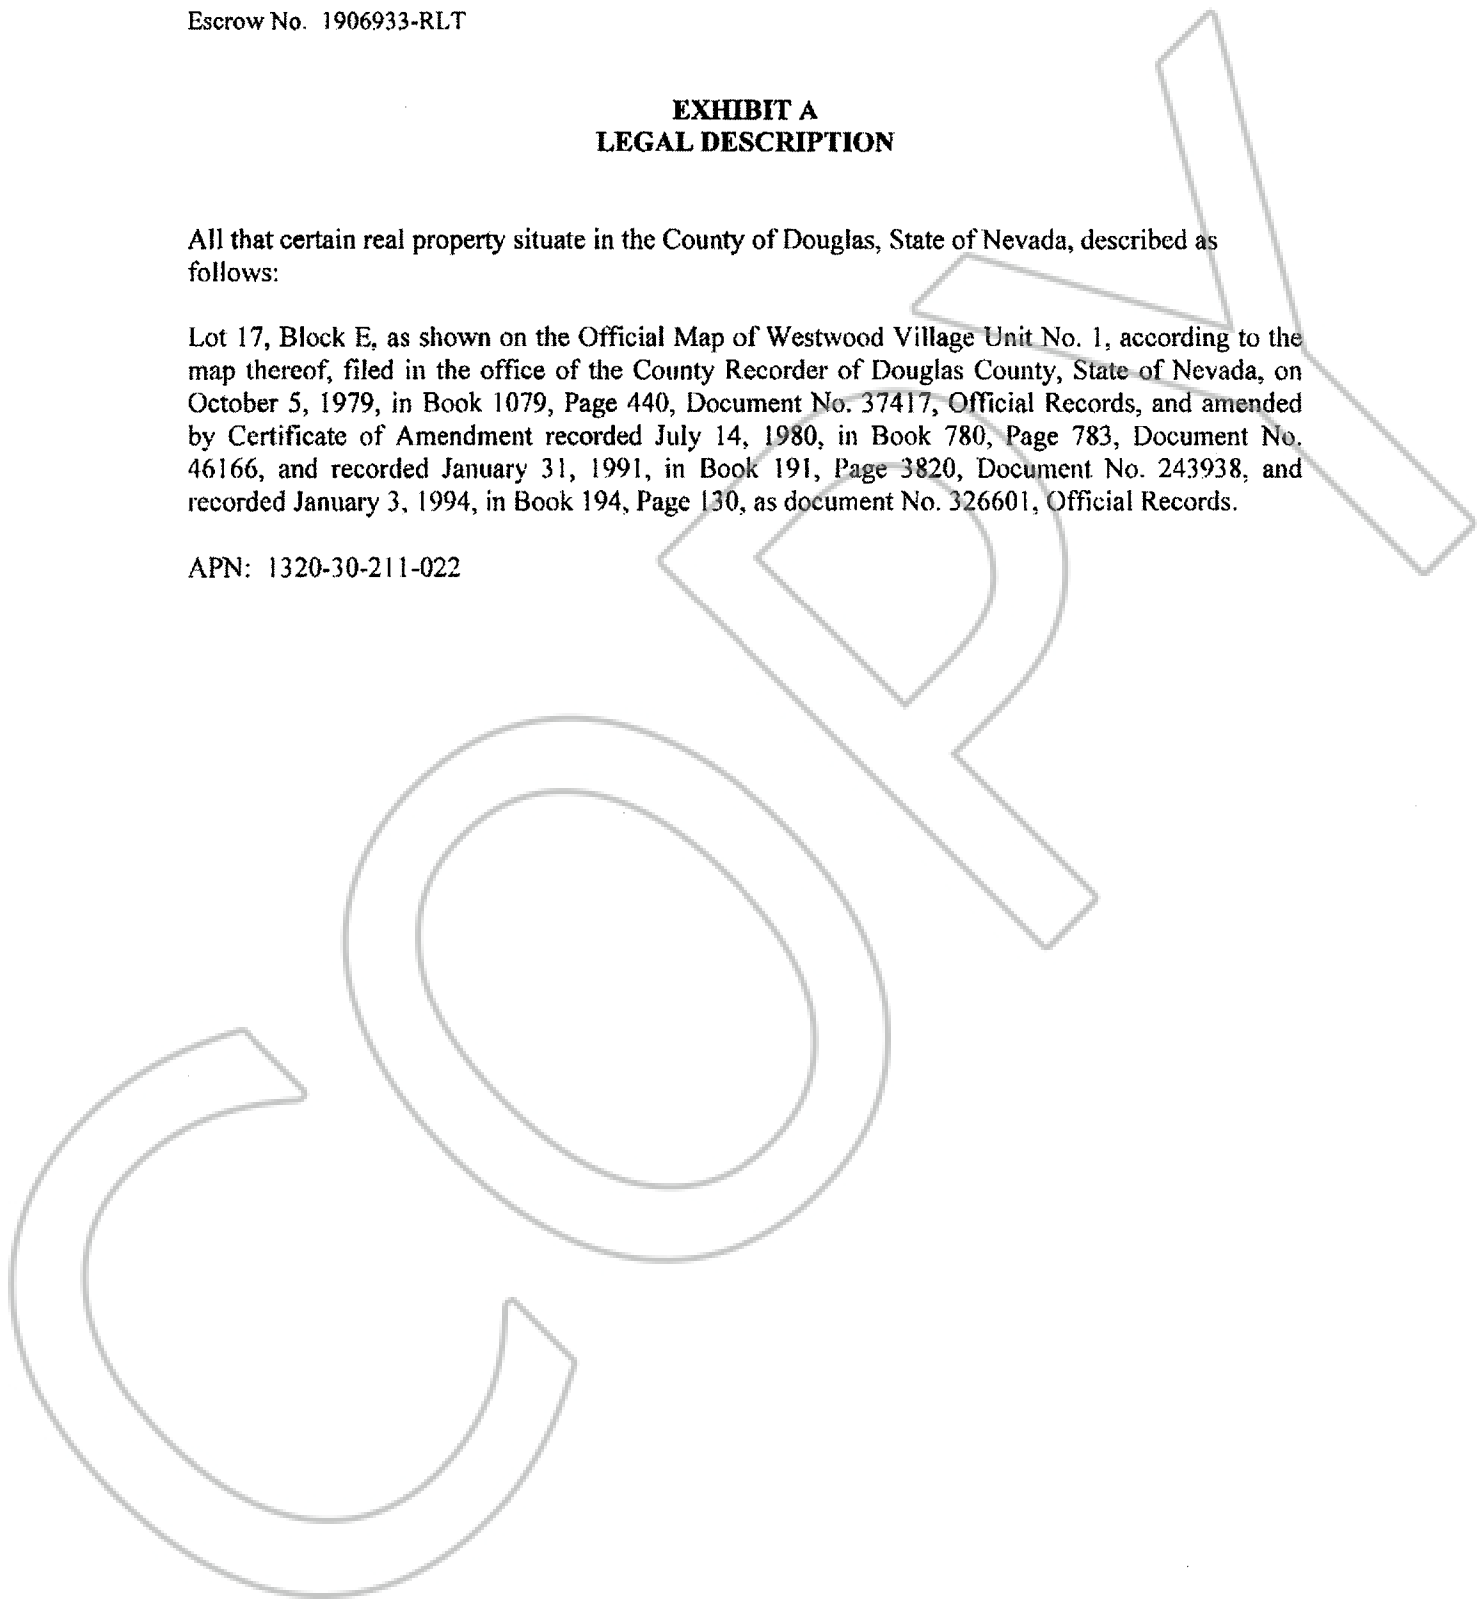 Escrow No. 1906933-RLT
EXHIBIT A
LEGAL DESCRIPTION
All that certain real property situate in the County of Douglas, State of Nevada, described as
follows:
Lot 17, Block E, as shown on the Official Map of Westwood Village Unit No. 1, according to the
map thereof, filed in the office of the County Recorder of Douglas County, State of Nevada, on
October 5, 1979, in Book 1079, Page 440, Document No. 37417, Official Records, and amended
by Certificate of Amendment recorded July 14, 1980, in Book 780, Page 783, Document No.
46166, and recorded January 31, 1991, in Book 191, Page 3820, Document No. 243938, and
recorded January 3, 1994, in Book 194, Page 130, as document No. 326601, Official Records.
APN: 1320-30-211-022
COPY